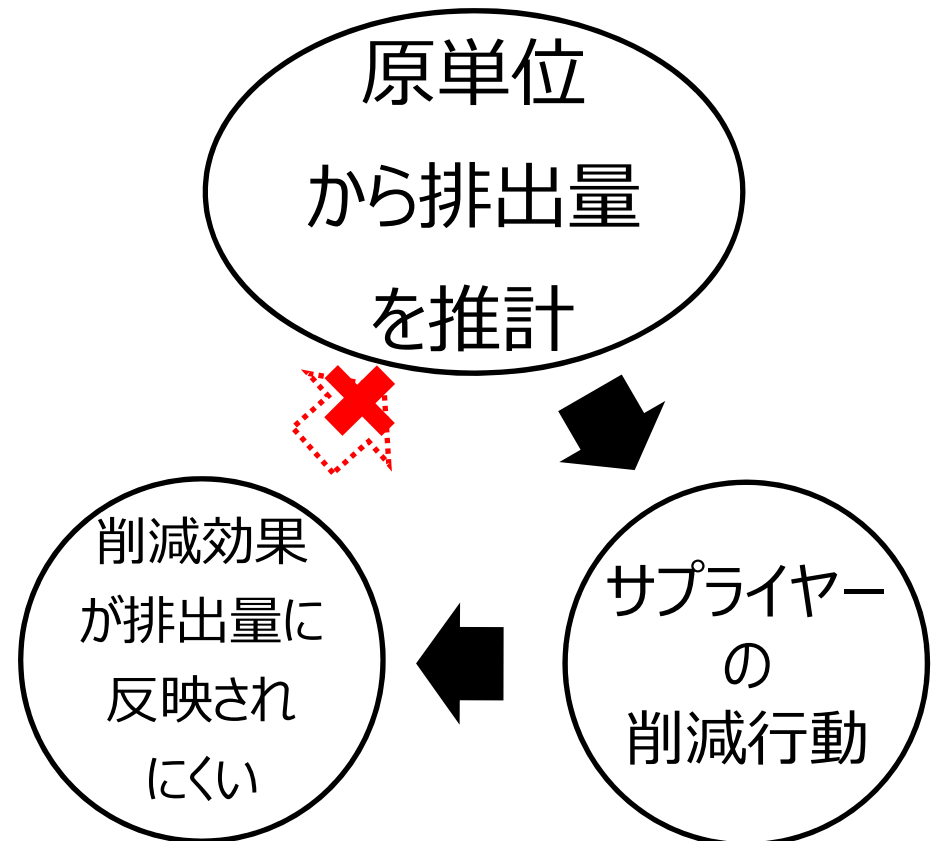 原単位
から排出量
を推計
サプライヤー
の
削減行動
削減効果
が排出量に
反映され
にくい